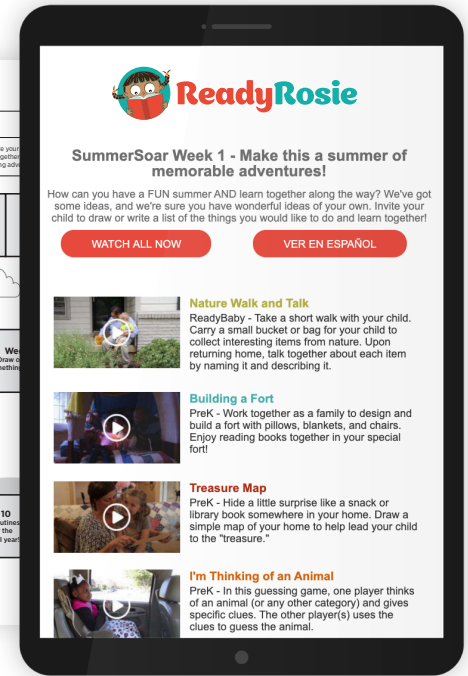 ReadyRosie
SummerSoar Week 1 - Make this a summer of
memorable adventures!
How can you have a FUN summer AND learn together along the way? We've got
some ideas, and we're sure you have wonderful ideas of your own. Invite your
child to draw or write a list of the things you would like to do and learn together!
WATCH ALL NOW
VER EN ESPAÑOL
Nature Walk and Talk
ReadyBaby - Take a short walk with your child.
Carry a small bucket or bag for your child to
collect interesting items from nature. Upon
returning home, talk together about each item
by naming it and describing it.
Building a Fort
PreK - Work together as a family to design and
build a fort with pillows, blankets, and chairs.
Enjoy reading books together in your special
fort!
Treasure Map
PreK - Hide a little surprise like a snack or
library book somewhere in your home. Draw a
simple map of your home to help lead your child
to the "treasure."
I'm Thinking of an Animal
PreK - In this guessing game, one player thinks
of an animal (or any other category) and gives
specific clues. The other player(s) uses the
clues to guess the animal.
10